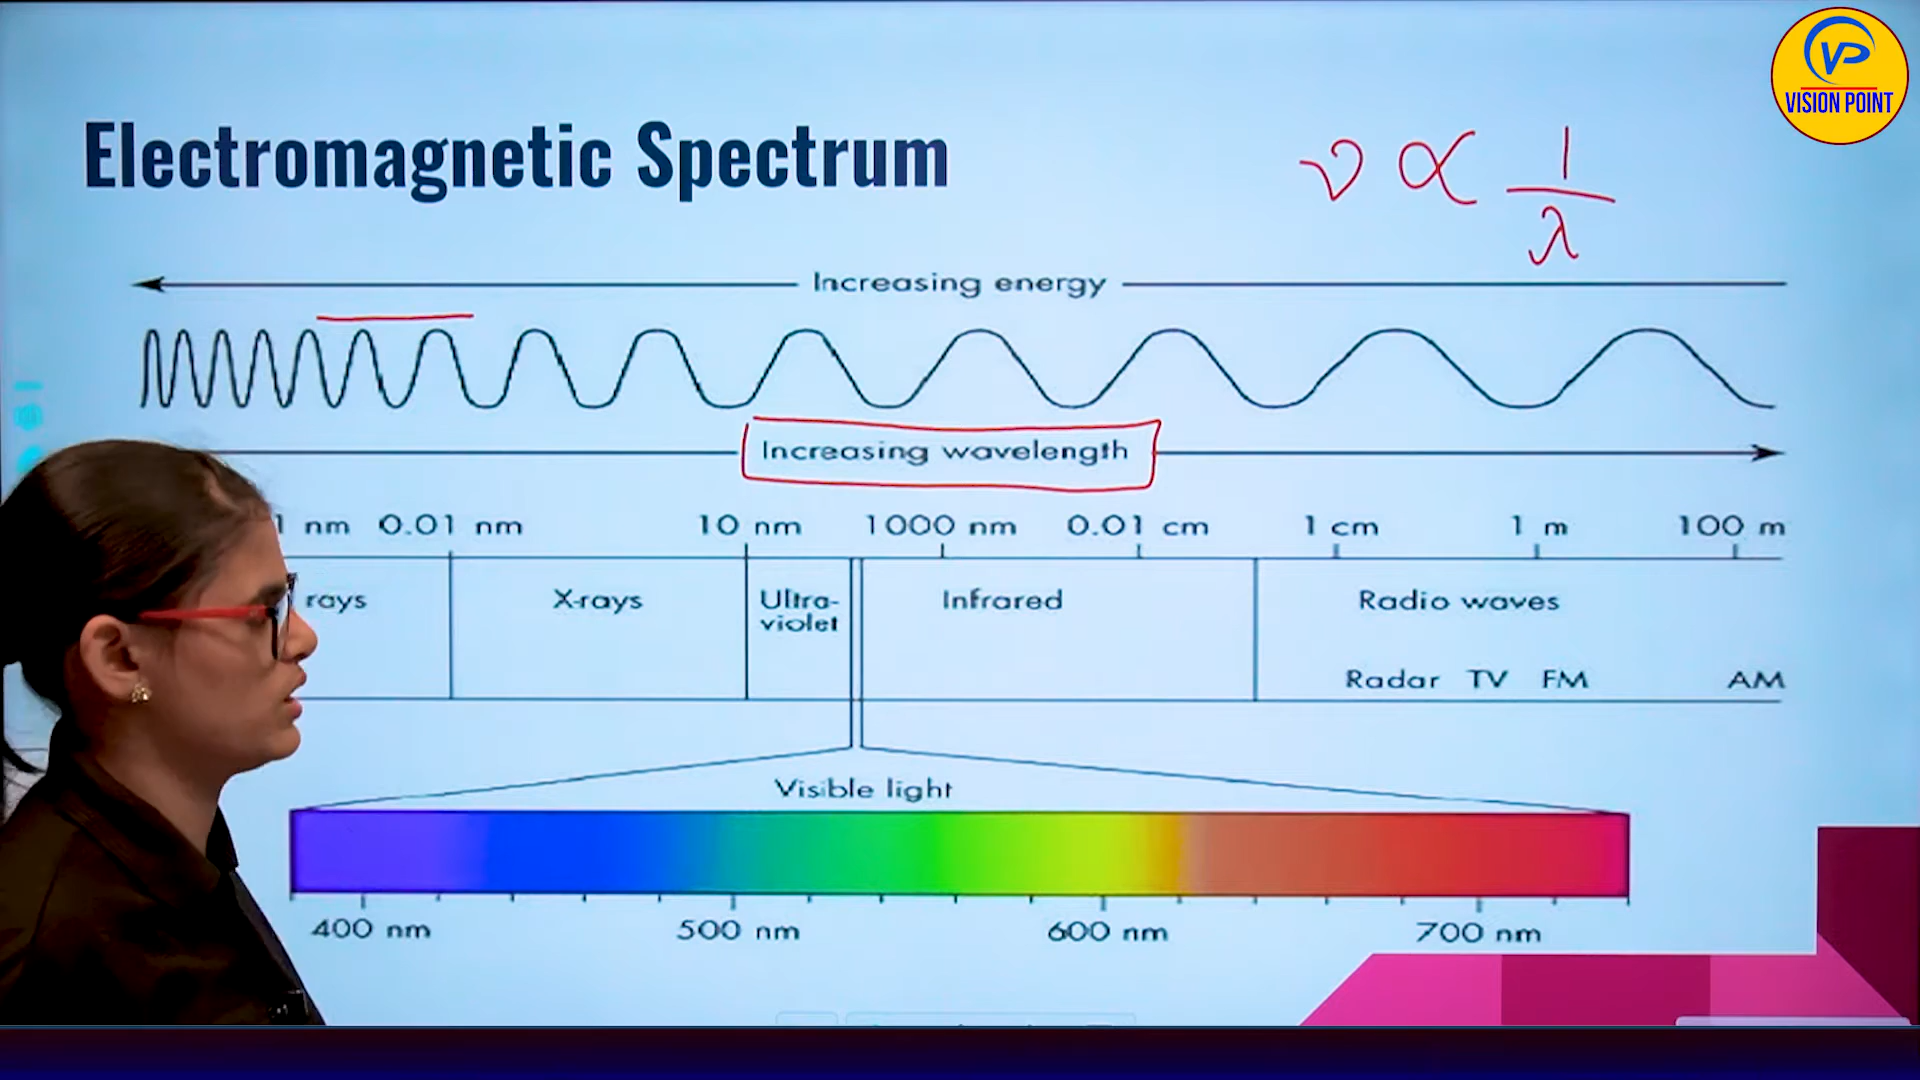 VP
VISION POINT
Electromagnetic Spectrum
ν ∝ 1/λ
Increasing energy
Increasing wavelength
1 nm 0.01 nm 10 nm 1000 nm 0.01 cm 1 cm 1 m 100 m
rays X-rays Ultra-violet Infrared Radio waves
Radar TV FM AM
Visible light
400 nm 500 nm 600 nm 700 nm